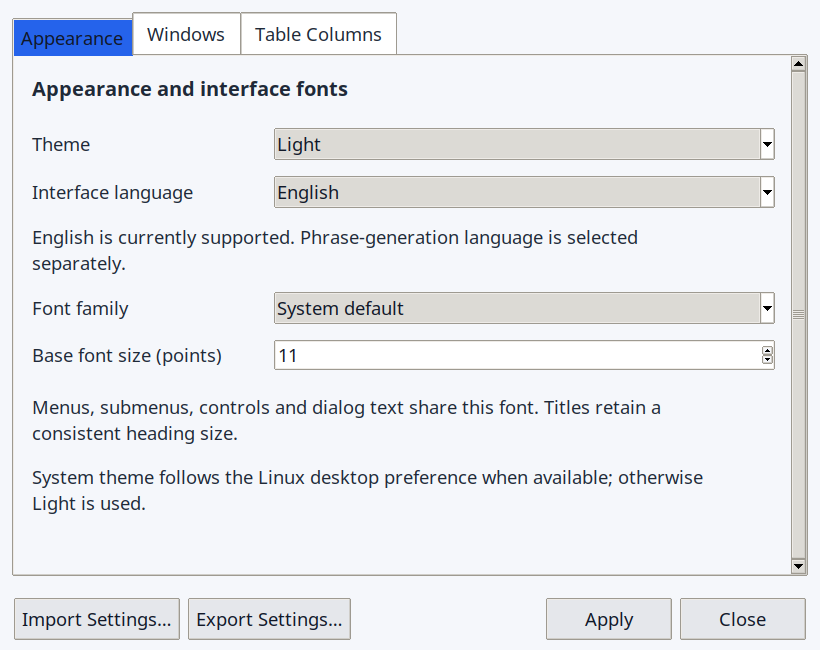 Appearance
Windows
Table Columns
Appearance and interface fonts
Theme
Light
Interface language
English
English is currently supported. Phrase-generation language is selected
separately.
Font family
System default
Base font size (points)
11
Menus, submenus, controls and dialog text share this font. Titles retain a
consistent heading size.
System theme follows the Linux desktop preference when available; otherwise
Light is used.
Import Settings...
Export Settings...
Apply
Close